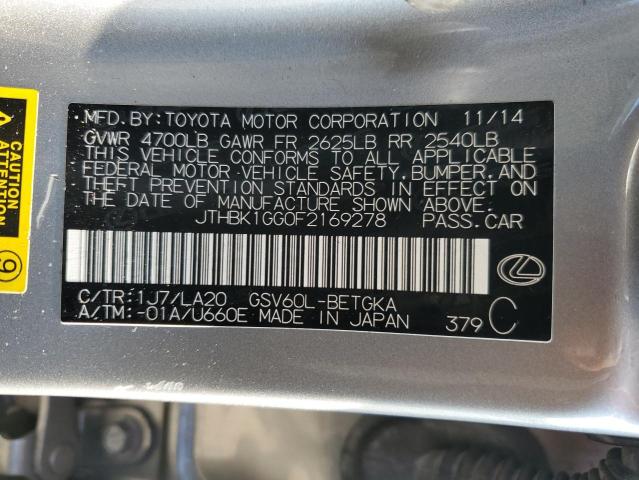 MFD.BY:TOYOTA MOTOR CORPORATION 11/14
GVWR 4700LB GAWR FR 2625LB RR 2540LB
THIS VEHICLE CONFORMS TO ALL APPLICABLE
FEDERAL MOTOR VEHICLE SAFETY,BUMPER,AND
THEFT PREVENTION STANDARDS IN EFFECT ON
THE DATE OF MANUFACTURE SHOWN ABOVE.
JTHBK1GG0F2169278 PASS.CAR
C/TR:1J7/LA20 GSV60L-BETGKA
A/TM:-01A/U660E MADE IN JAPAN 379 C
CAUTION
ATTENTION
9